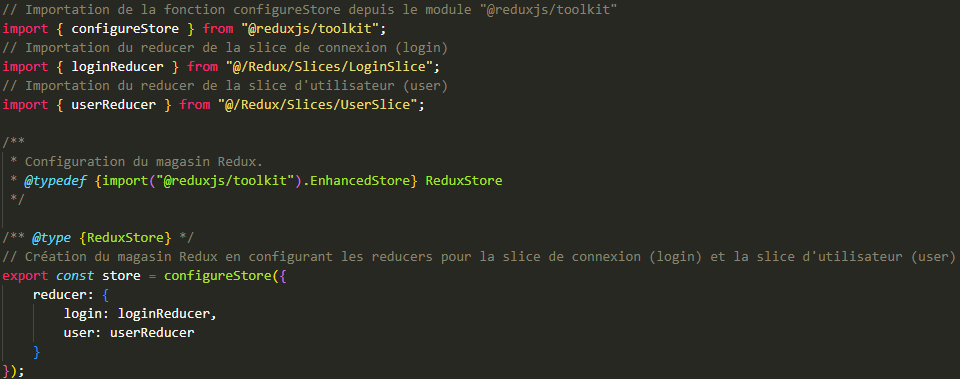 // Importation de la fonction configureStore depuis le module "@reduxjs/toolkit"
import { configureStore } from "@reduxjs/toolkit";
// Importation du reducer de la slice de connexion (login)
import { loginReducer } from "@/Redux/Slices/LoginSlice";
// Importation du reducer de la slice d'utilisateur (user)
import { userReducer } from "@/Redux/Slices/UserSlice";

/**
 * Configuration du magasin Redux.
 * @typedef {import("@reduxjs/toolkit").EnhancedStore} ReduxStore
 */

/** @type {ReduxStore} */
// Création du magasin Redux en configurant les reducers pour la slice de connexion (login) et la slice d'utilisateur (user)
export const store = configureStore({
    reducer: {
        login: loginReducer,
        user: userReducer
    }
});